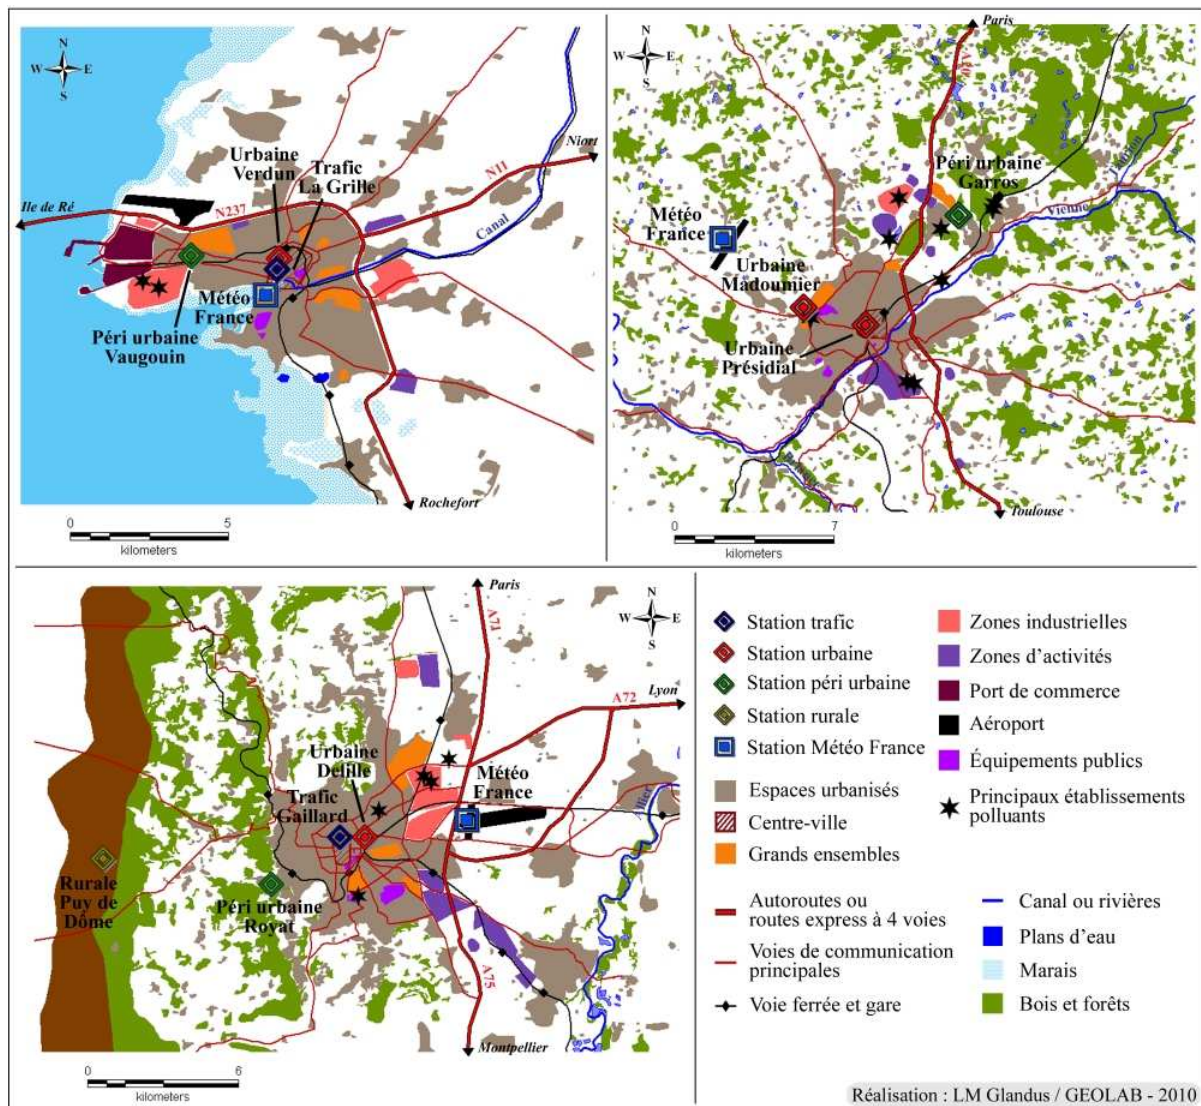 N
W E
S
Urbaine
Verdun
Trafic
La Grille
Niort
N11
Ile de Ré
N237
Canal
Météo
France
Péri urbaine
Vaugouin
Rochefort
0 5
kilometers
Paris
N
W E
S
A20
Péri urbaine
Garros
Vienne
Météo
France
Urbaine
Madoumier
Urbaine
Présidial
Toulouse
0 7
kilometers
Paris
N
W E
S
A71
A72
Lyon
Urbaine
Delille
Météo
France
Trafic
Gaillard
Allier
Rurale
Puy de
Dôme
Péri urbaine
Royat
A75
Montpellier
0 6
kilometers
Station trafic
Station urbaine
Station péri urbaine
Station rurale
Station Météo France
Espaces urbanisés
Centre-ville
Grands ensembles
Autoroutes ou
routes express à 4 voies
Voies de communication
principales
Voie ferrée et gare
Zones industrielles
Zones d'activités
Port de commerce
Aéroport
Équipements publics
Principaux établissements
polluants
Canal ou rivières
Plans d'eau
Marais
Bois et forêts
Réalisation : LM Glandus / GEOLAB - 2010